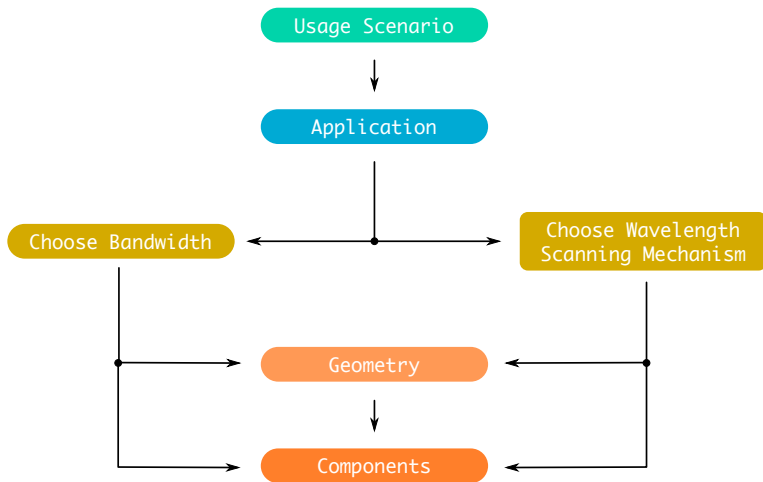 Usage Scenario
Application
Choose Bandwidth
Choose Wavelength
Scanning Mechanism
Geometry
Components